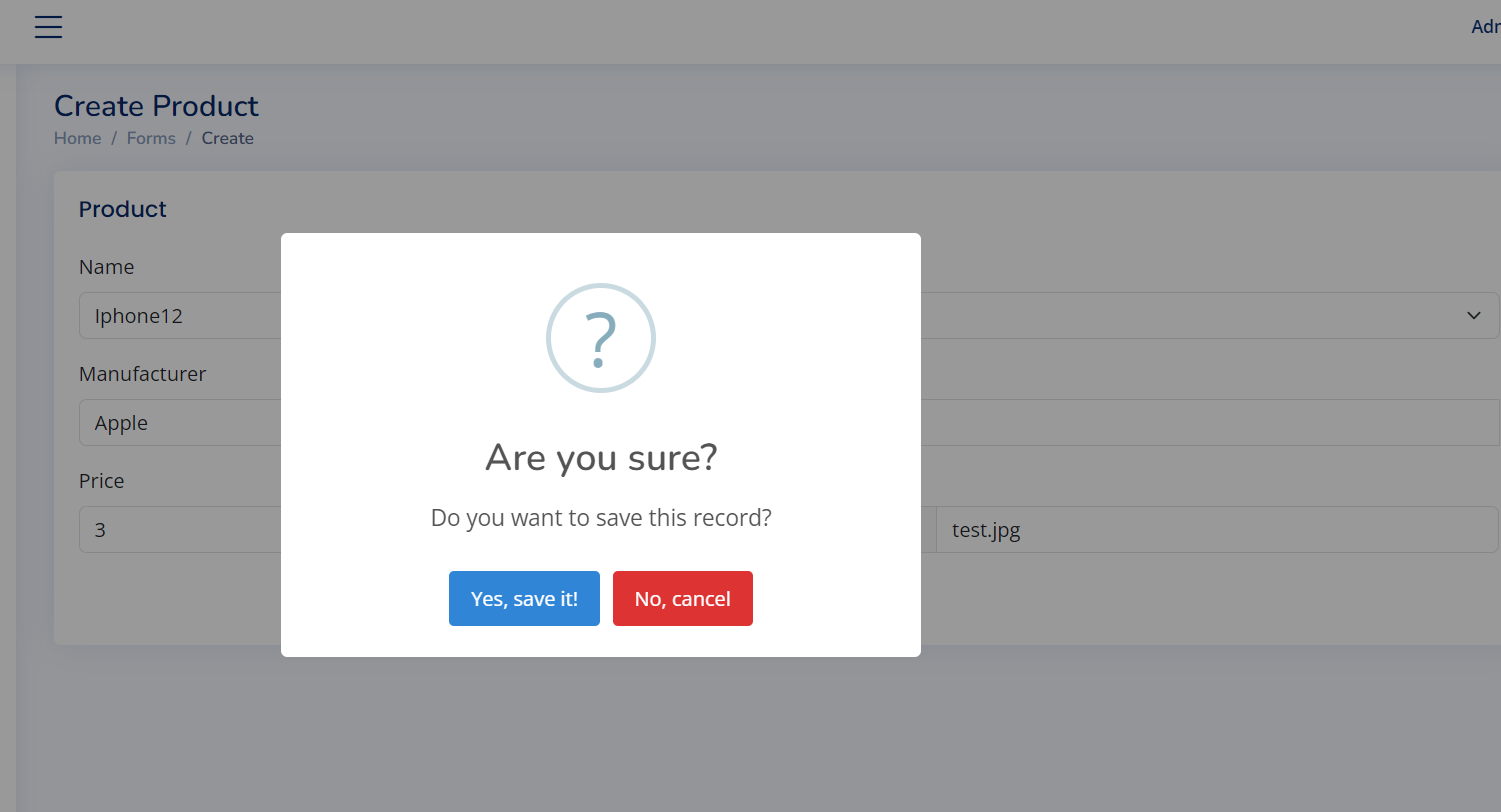 Create Product
Home / Forms / Create
Product
Name
Iphone12
Manufacturer
Apple
Price
3
test.jpg
?
Are you sure?
Do you want to save this record?
Yes, save it!
No, cancel